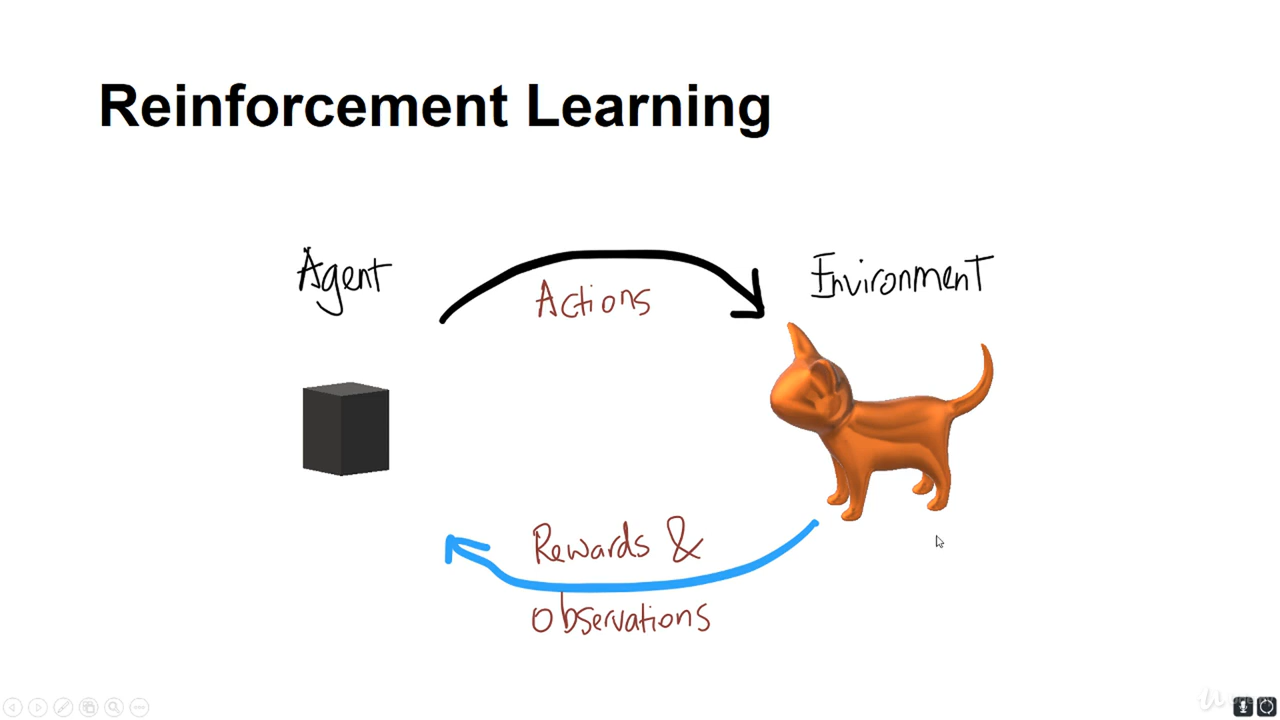 Reinforcement Learning
Agent
Actions
Environment
Rewards &
observations